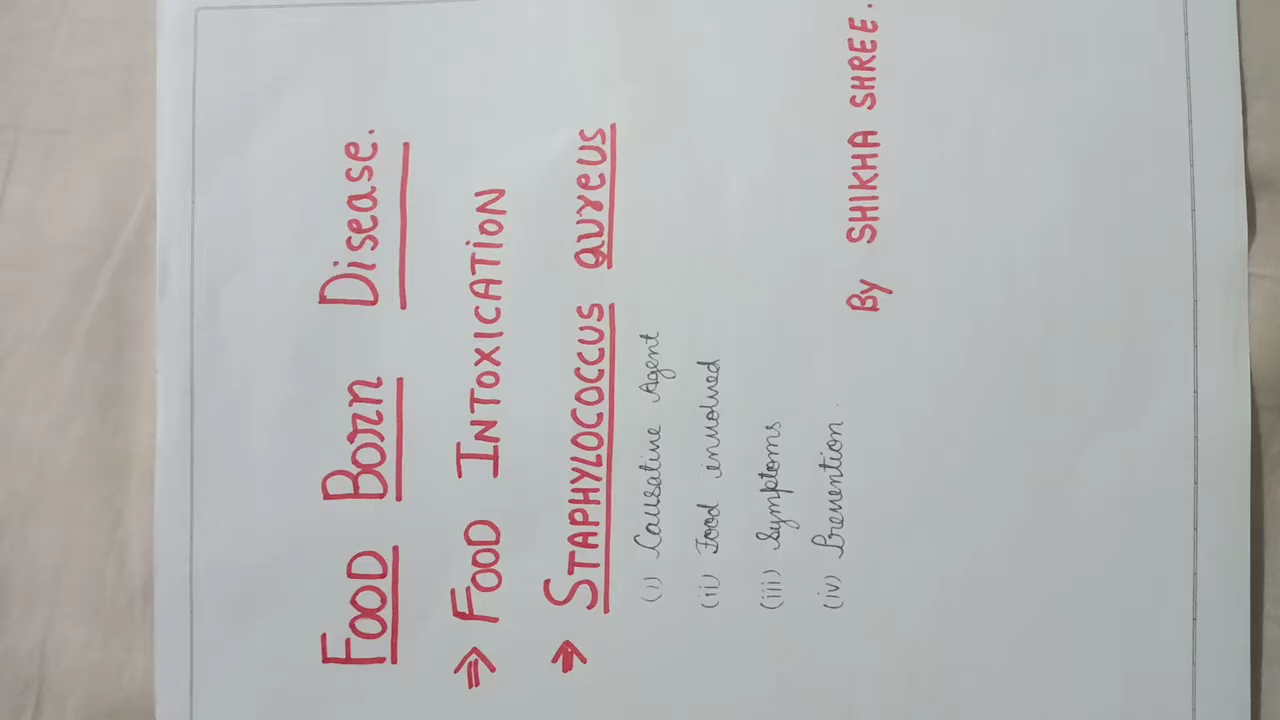 Food Born Disease.
⇒ FOOD INTOXICATiON
→ STAPHYLOCOCCUS aureus
(i) Causative Agent
(ii) Food involved
(iii) Symptoms
(iv) Prevention.
By SHIKHA SHREE.